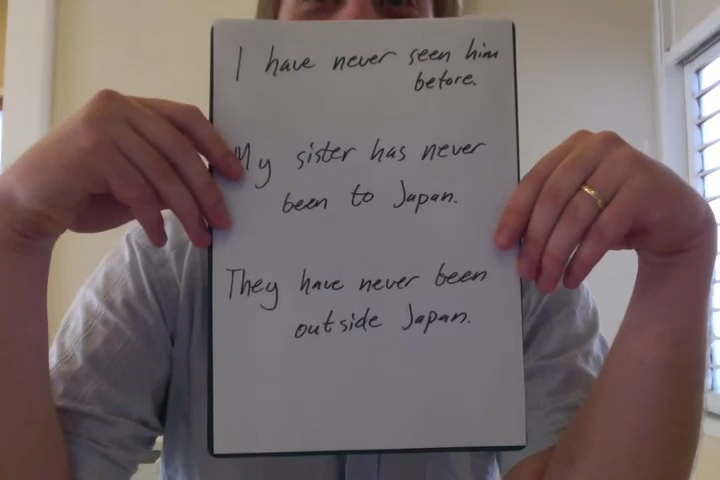 I have never seen him
before.
My sister has never
been to Japan.
They have never been
outside Japan.